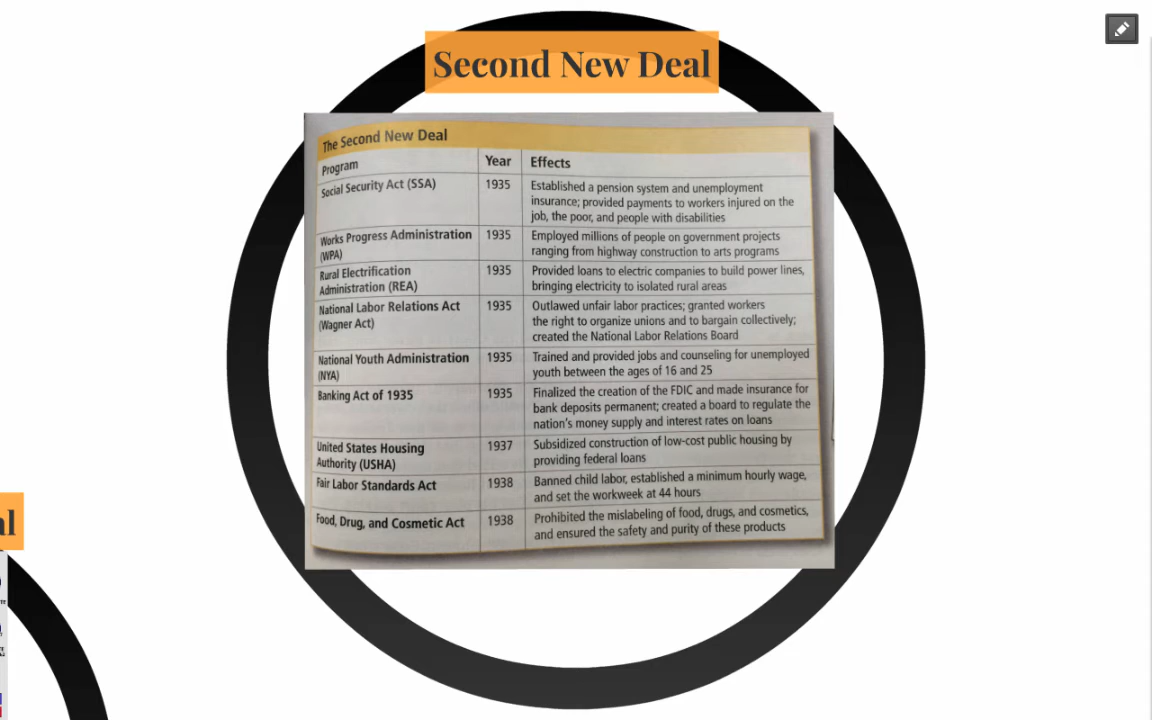 Second New Deal
The Second New Deal
Program Year Effects
Social Security Act (SSA) 1935 Established a pension system and unemployment
insurance; provided payments to workers injured on the
job, the poor, and people with disabilities
Works Progress Administration 1935 Employed millions of people on government projects
(WPA) ranging from highway construction to arts programs
Rural Electrification 1935 Provided loans to electric companies to build power lines,
Administration (REA) bringing electricity to isolated rural areas
National Labor Relations Act 1935 Outlawed unfair labor practices; granted workers
(Wagner Act) the right to organize unions and to bargain collectively;
created the National Labor Relations Board
National Youth Administration 1935 Trained and provided jobs and counseling for unemployed
(NYA) youth between the ages of 16 and 25
Banking Act of 1935 1935 Finalized the creation of the FDIC and made insurance for
bank deposits permanent; created a board to regulate the
nation's money supply and interest rates on loans
United States Housing 1937 Subsidized construction of low-cost public housing by
Authority (USHA) providing federal loans
Fair Labor Standards Act 1938 Banned child labor, established a minimum hourly wage,
and set the workweek at 44 hours
Food, Drug, and Cosmetic Act 1938 Prohibited the mislabeling of food, drugs, and cosmetics,
and ensured the safety and purity of these products
al